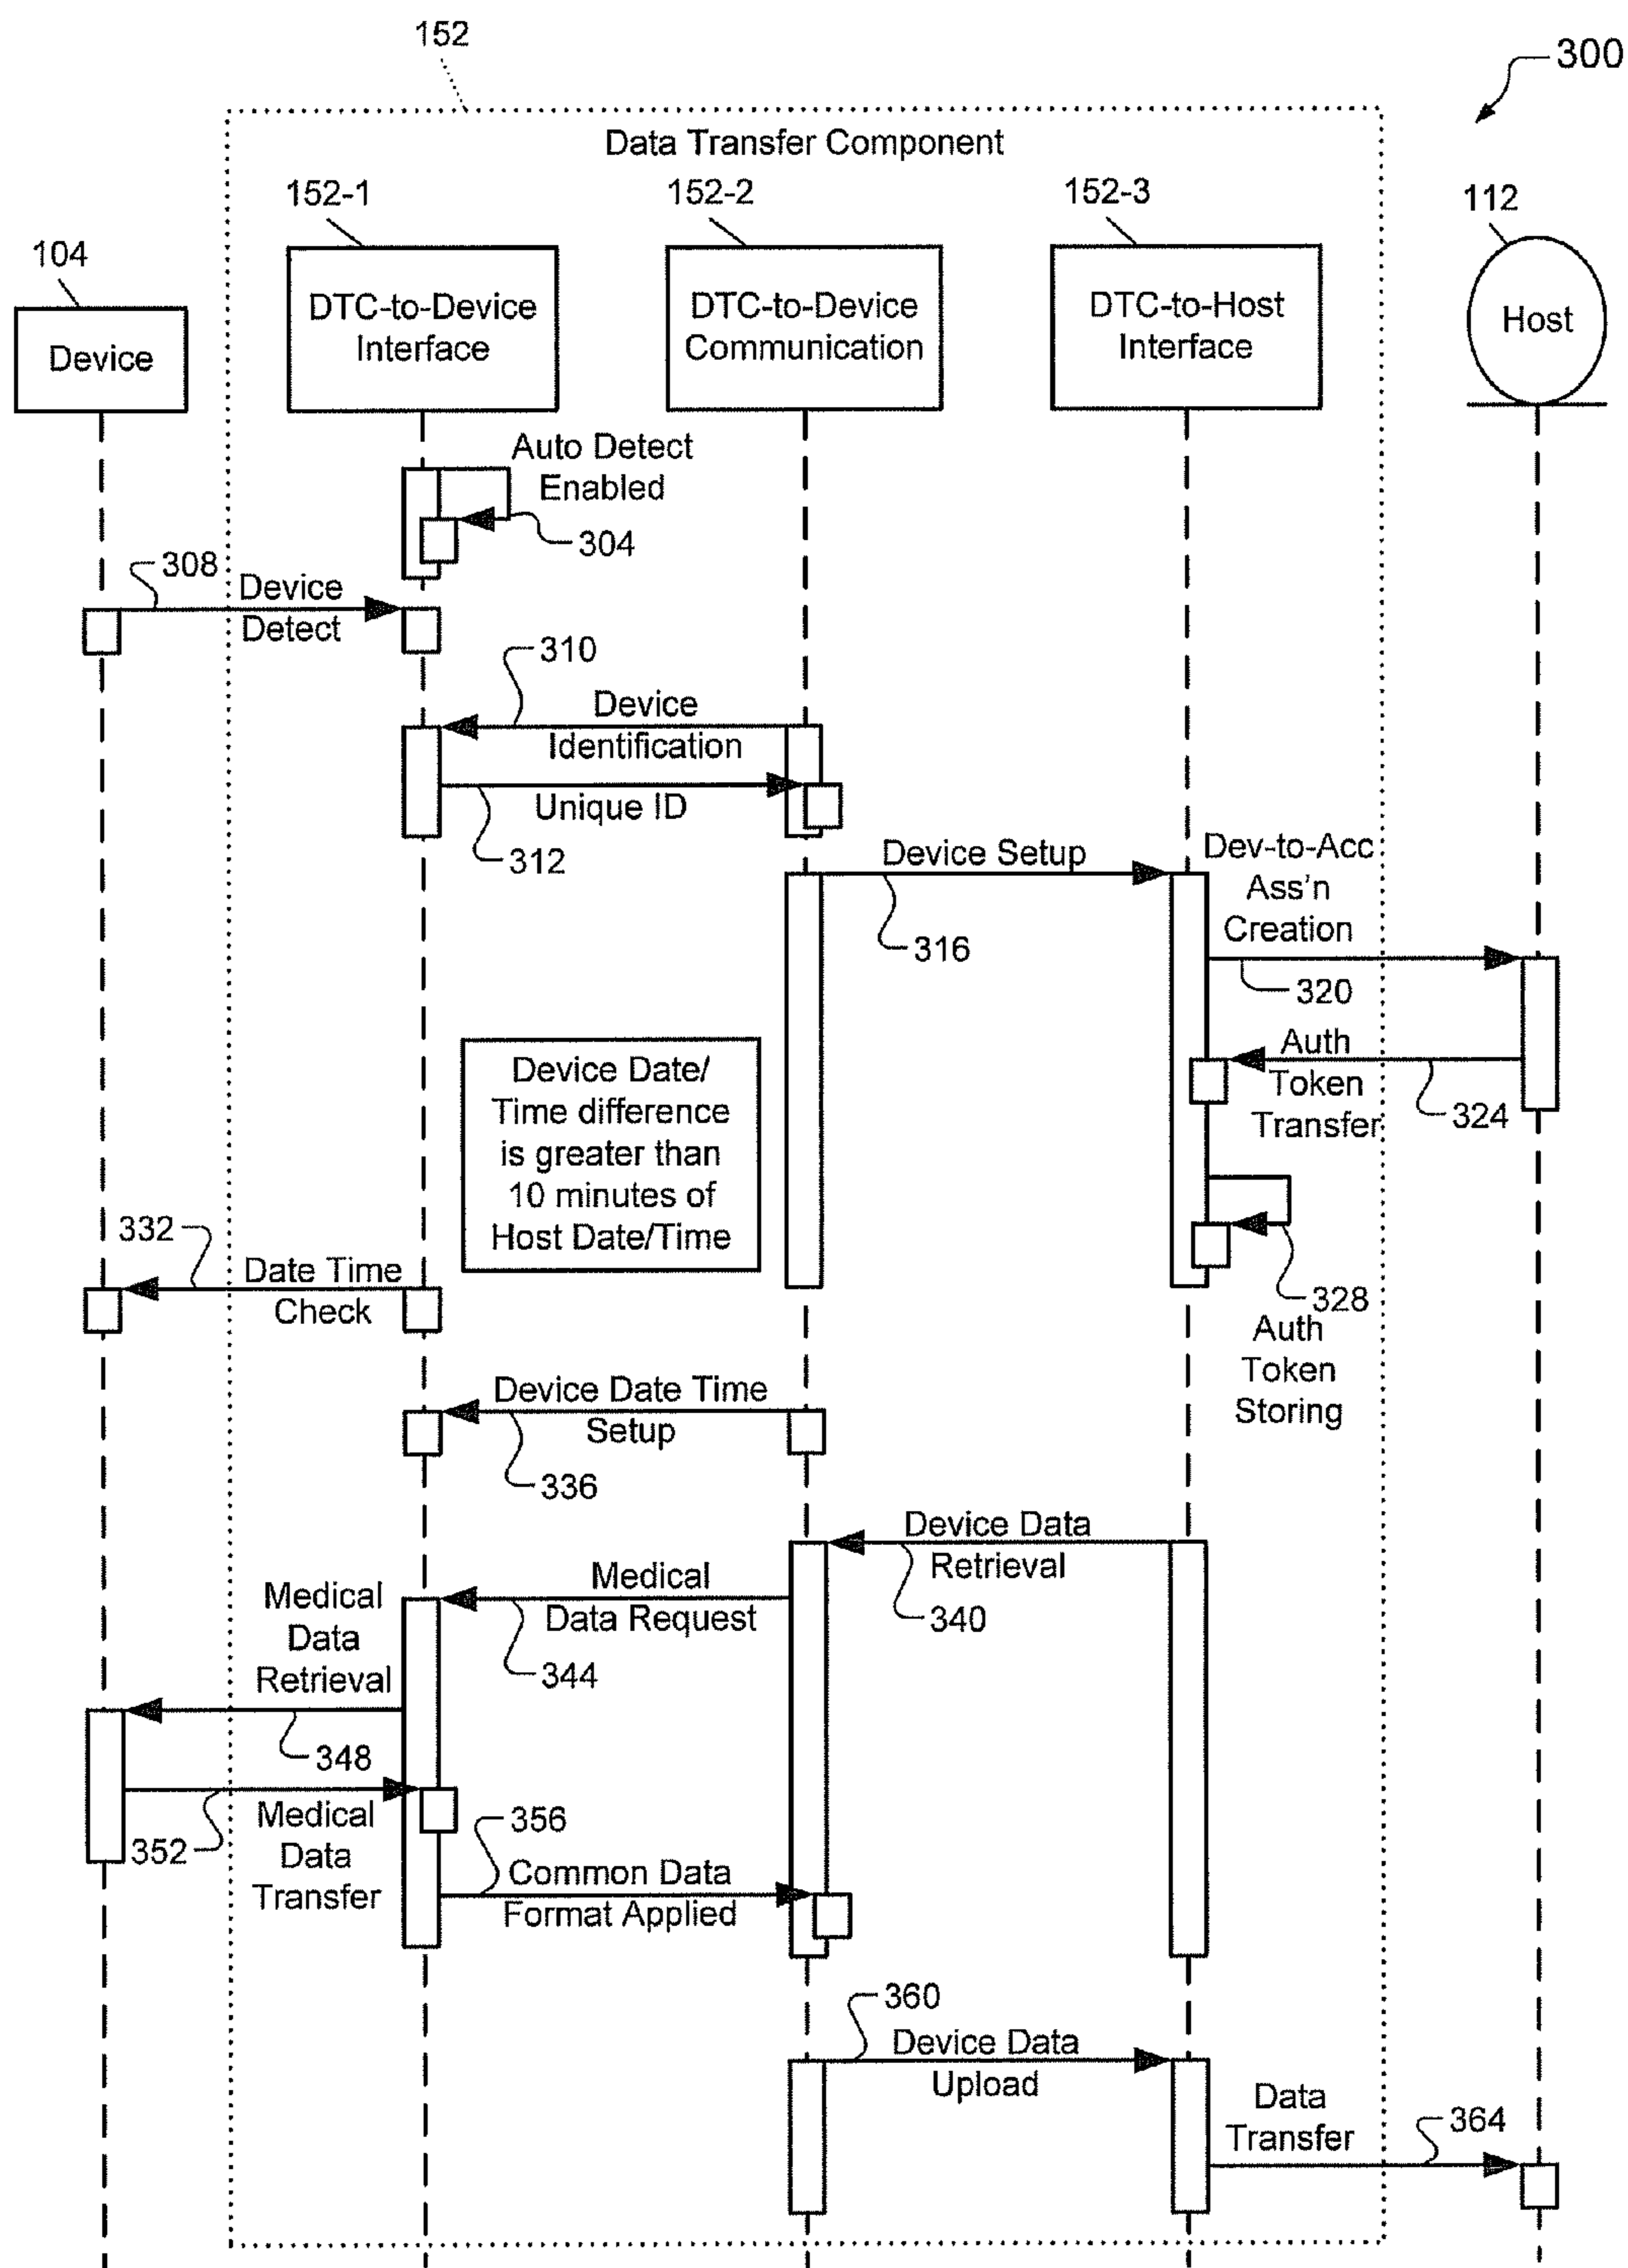 152
300
Data Transfer Component
152-1
152-2
152-3
112
104
DTC-to-Device
Interface
DTC-to-Device
Communication
DTC-to-Host
Interface
Host
Device
Auto Detect
Enabled
304
308
Device
Detect
310
Device
Identification
Unique ID
312
Device Setup
316
Dev-to-Acc
Ass'n
Creation
320
Auth
Token
Transfer
324
Device Date/
Time difference
is greater than
10 minutes of
Host Date/Time
328
Auth
Token
Storing
332
Date Time
Check
Device Date Time
Setup
336
Device Data
Retrieval
340
Medical
Data Request
344
Medical
Data
Retrieval
348
352
Medical
Data
Transfer
356
Common Data
Format Applied
360
Device Data
Upload
Data
Transfer
364